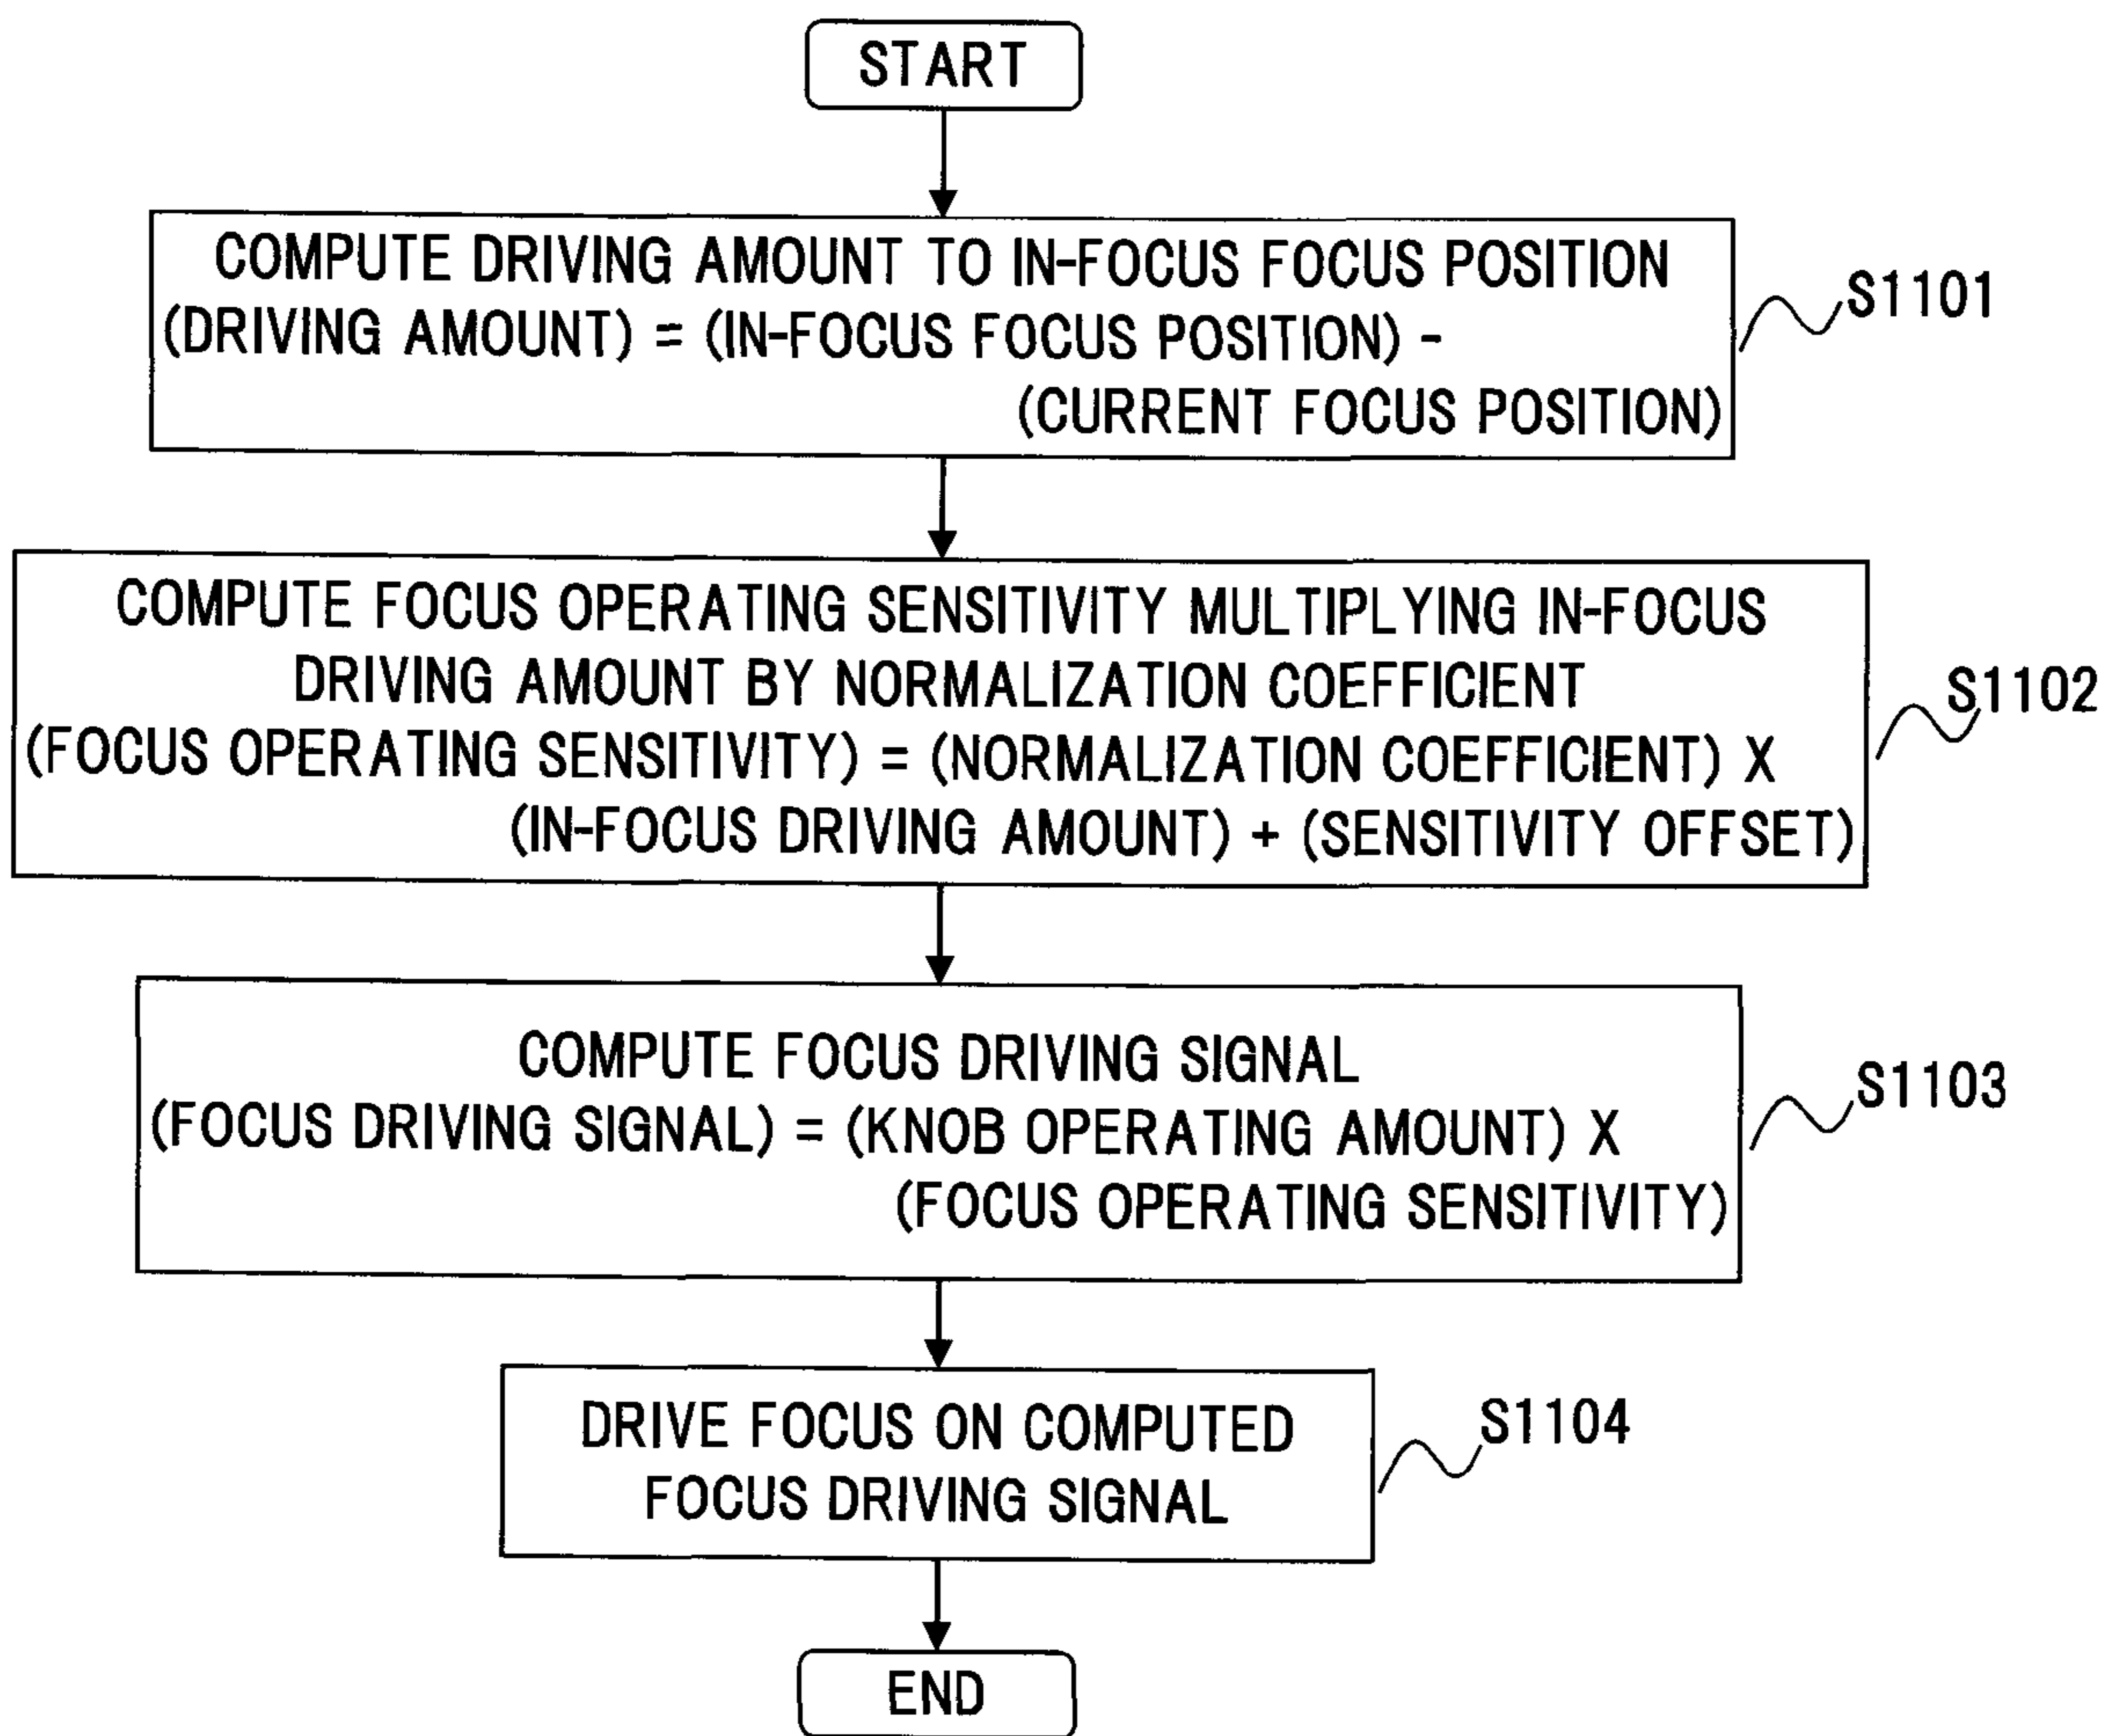 START
COMPUTE DRIVING AMOUNT TO IN-FOCUS FOCUS POSITION
(DRIVING AMOUNT) = (IN-FOCUS FOCUS POSITION) -
(CURRENT FOCUS POSITION)
S1101
COMPUTE FOCUS OPERATING SENSITIVITY MULTIPLYING IN-FOCUS
DRIVING AMOUNT BY NORMALIZATION COEFFICIENT
(FOCUS OPERATING SENSITIVITY) = (NORMALIZATION COEFFICIENT) X
(IN-FOCUS DRIVING AMOUNT) + (SENSITIVITY OFFSET)
S1102
COMPUTE FOCUS DRIVING SIGNAL
(FOCUS DRIVING SIGNAL) = (KNOB OPERATING AMOUNT) X
(FOCUS OPERATING SENSITIVITY)
S1103
DRIVE FOCUS ON COMPUTED
FOCUS DRIVING SIGNAL
S1104
END